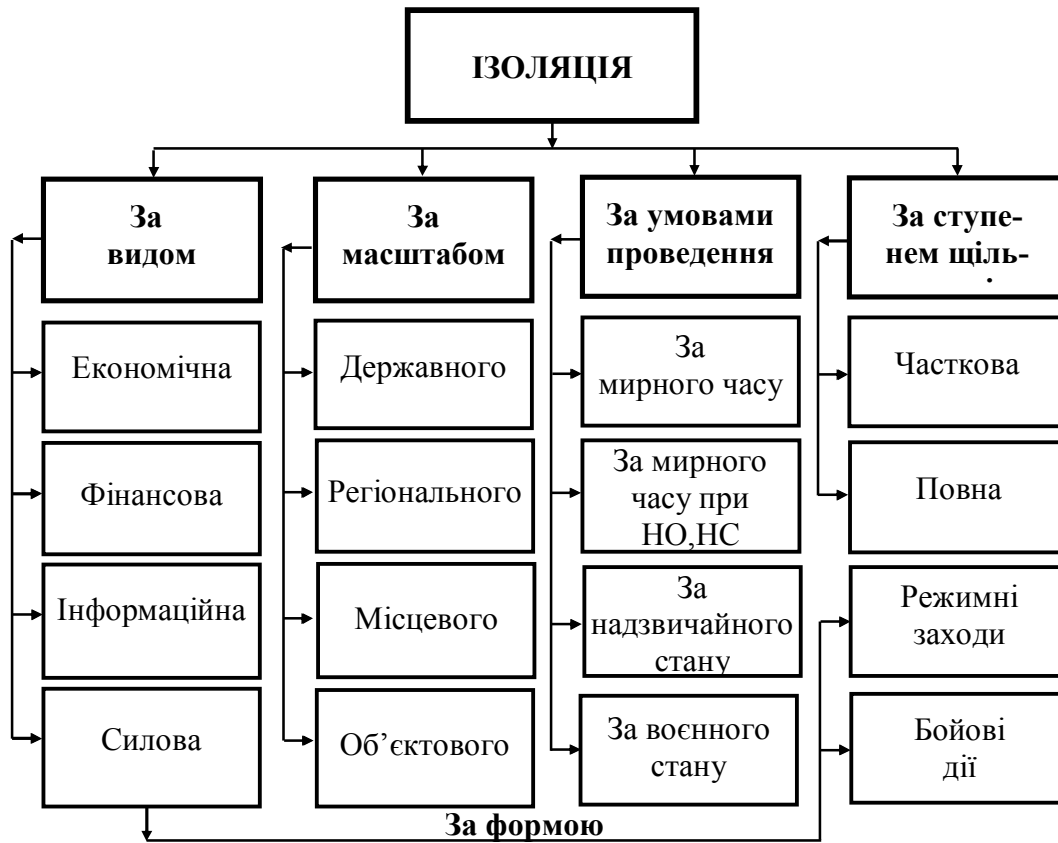 ІЗОЛЯЦІЯ
За
видом
Економічна
Фінансова
Інформаційна
Силова
За
масштабом
Державного
Регіонального
Місцевого
Об’єктового
За умовами
проведення
За
мирного часу
За мирного
часу при
НО,НС
За
надзвичайного
стану
За воєнного
стану
За ступе-
нем щіль-
Часткова
Повна
Режимні
заходи
Бойові
дії
За формою